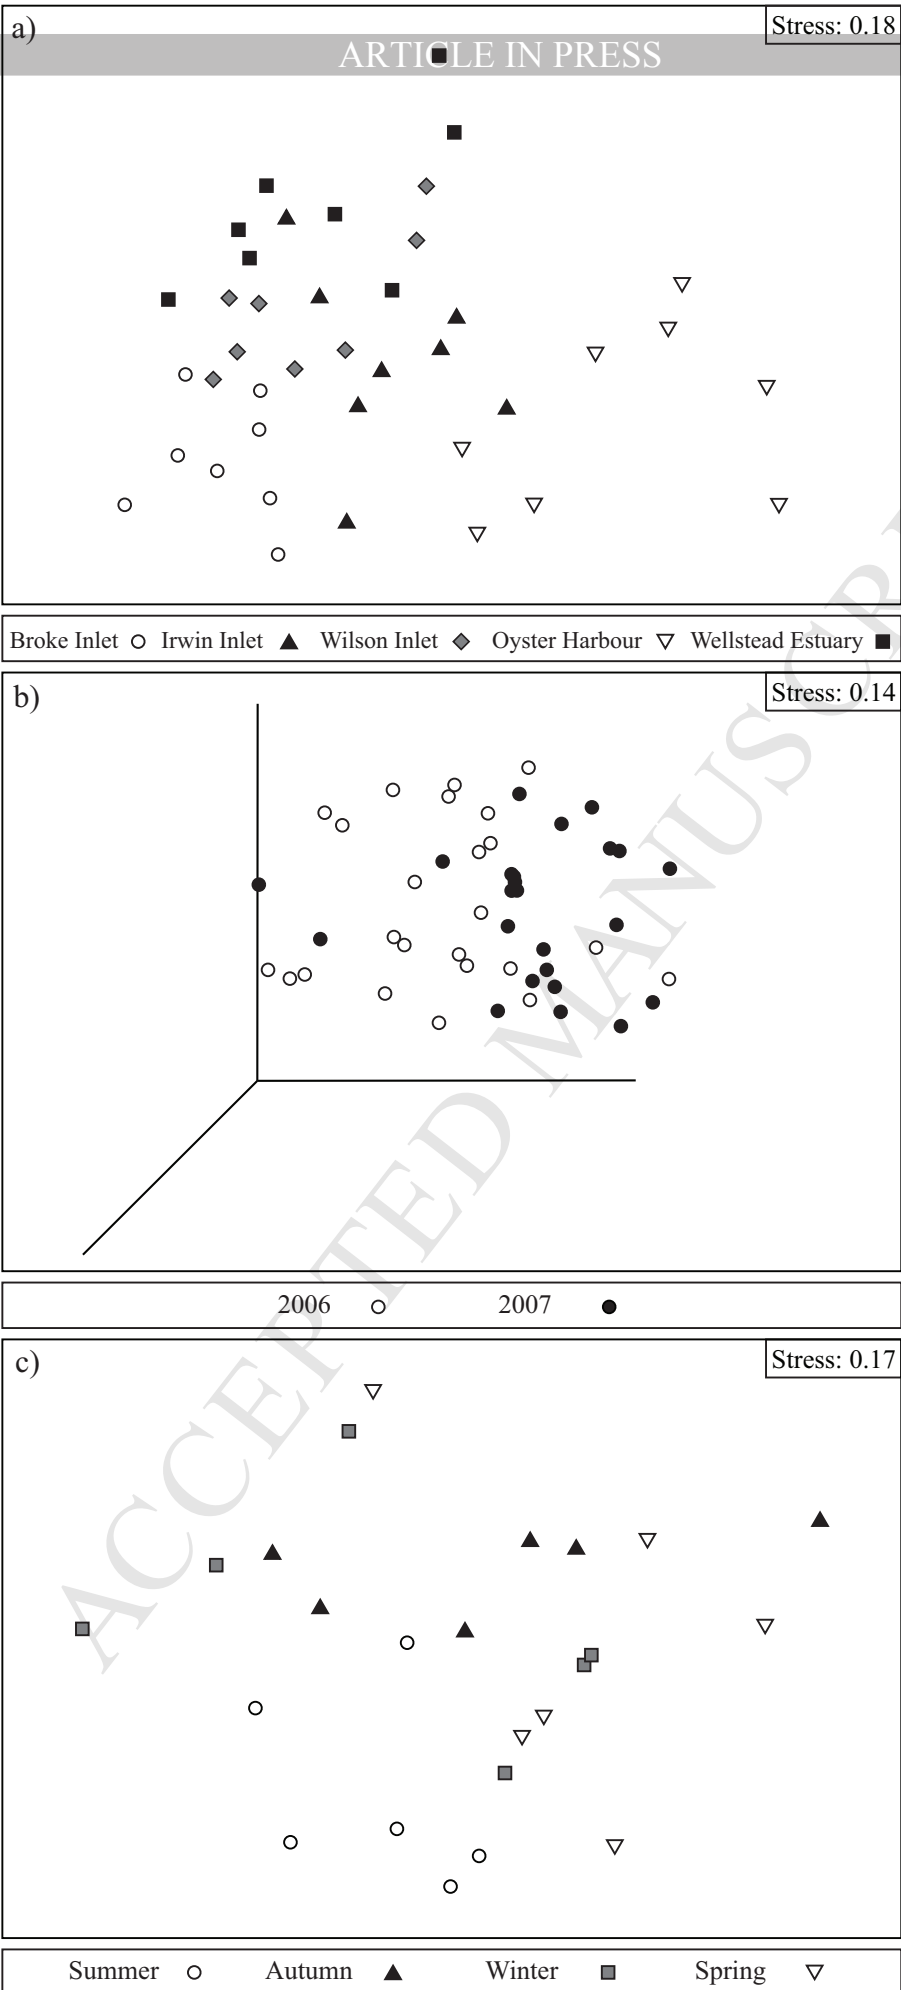 a)
Stress: 0.18
ARTICLE IN PRESS
Broke Inlet Irwin Inlet Wilson Inlet Oyster Harbour Wellstead Estuary
b)
Stress: 0.14
2006 2007
c)
Stress: 0.17
Summer Autumn Winter Spring
ACCEPTED MANUSCRI